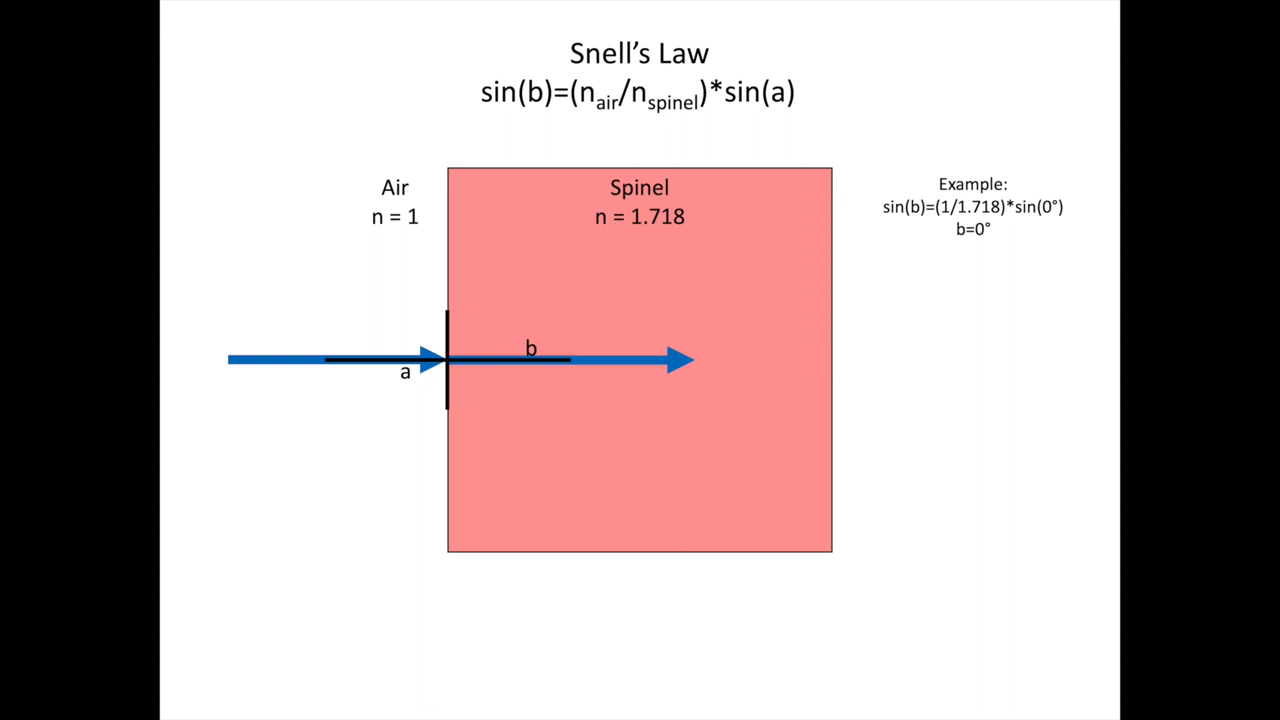 Snell’s Law
sin(b)=(nair/nspinel)*sin(a)
Air
n = 1
Spinel
n = 1.718
Example:
sin(b)=(1/1.718)*sin(0°)
b=0°
b
a